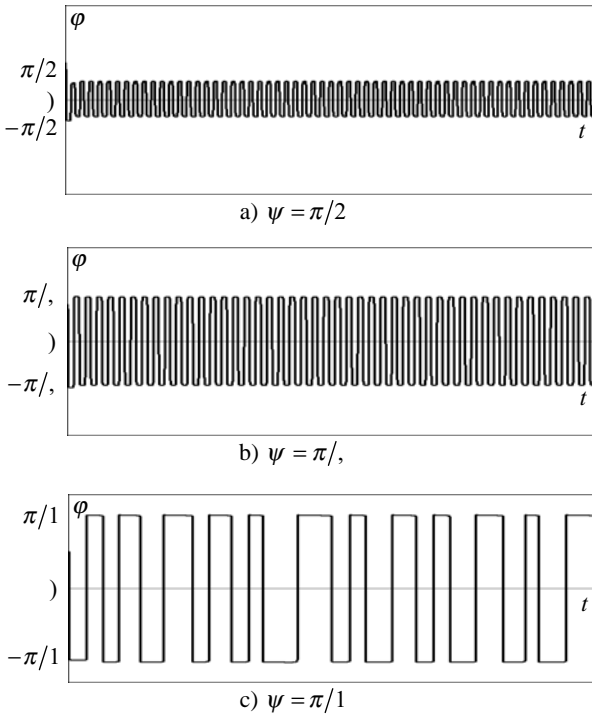 φ
π/2
)
−π/2
t
a) ψ = π/2
φ
π/,
)
−π/,
t
b) ψ = π/,
φ
π/1
)
−π/1
t
c) ψ = π/1